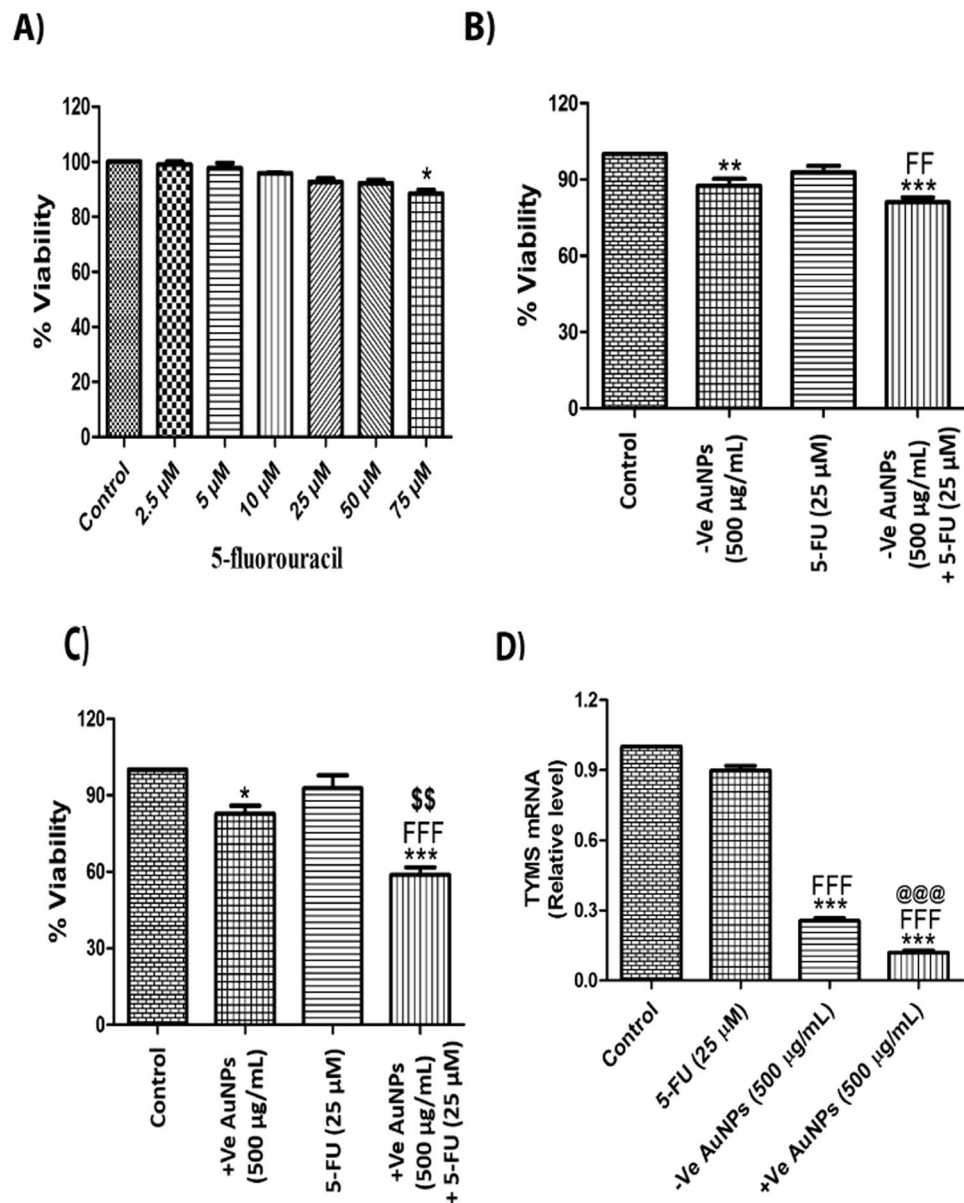 A)
% Viability
120
100
80
60
40
20
0
*
Control
2.5 µM
5 µM
10 µM
25 µM
50 µM
75 µM
5-fluorouracil
B)
% Viability
120
90
60
30
0
**
FF
***
Control
-Ve AuNPs
(500 µg/mL)
5-FU (25 µM)
-Ve AuNPs
(500 µg/mL)
+ 5-FU (25 µM)
C)
% Viability
120
90
60
30
0
*
$$
FFF
***
Control
+Ve AuNPs
(500 µg/mL)
5-FU (25 µM)
+Ve AuNPs
(500 µg/mL)
+ 5-FU (25 µM)
D)
TYMS mRNA
(Relative level)
1.2
0.9
0.6
0.3
0.0
FFF
***
@@@
FFF
***
Control
5-FU (25 µM)
-Ve AuNPs (500 µg/mL)
+Ve AuNPs (500 µg/mL)